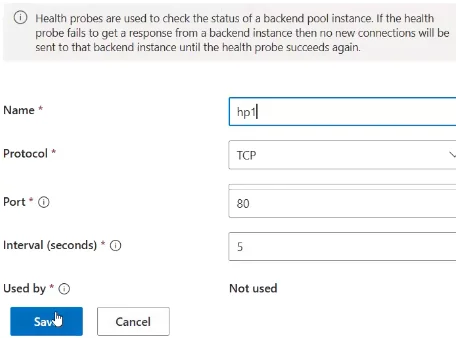 Health probes are used to check the status of a backend pool instance. If the health
probe fails to get a response from a backend instance then no new connections will be
sent to that backend instance until the health probe succeeds again.
Name *
hp1
Protocol *
TCP
Port *
80
Interval (seconds) *
5
Used by *
Not used
Save
Cancel